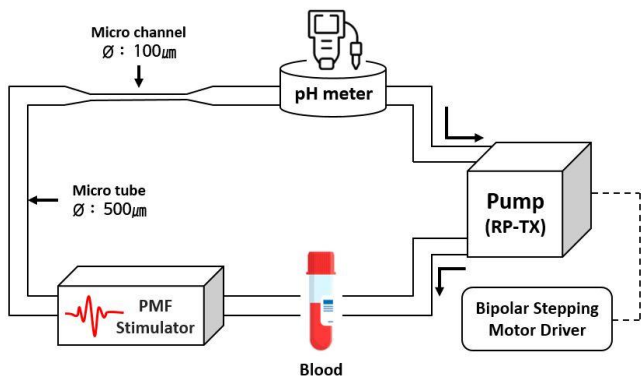 Micro channel
Ø : 100㎛
pH meter
Micro tube
Ø : 500㎛
Pump
(RP-TX)
PMF
Stimulator
Bipolar Stepping
Motor Driver
Blood